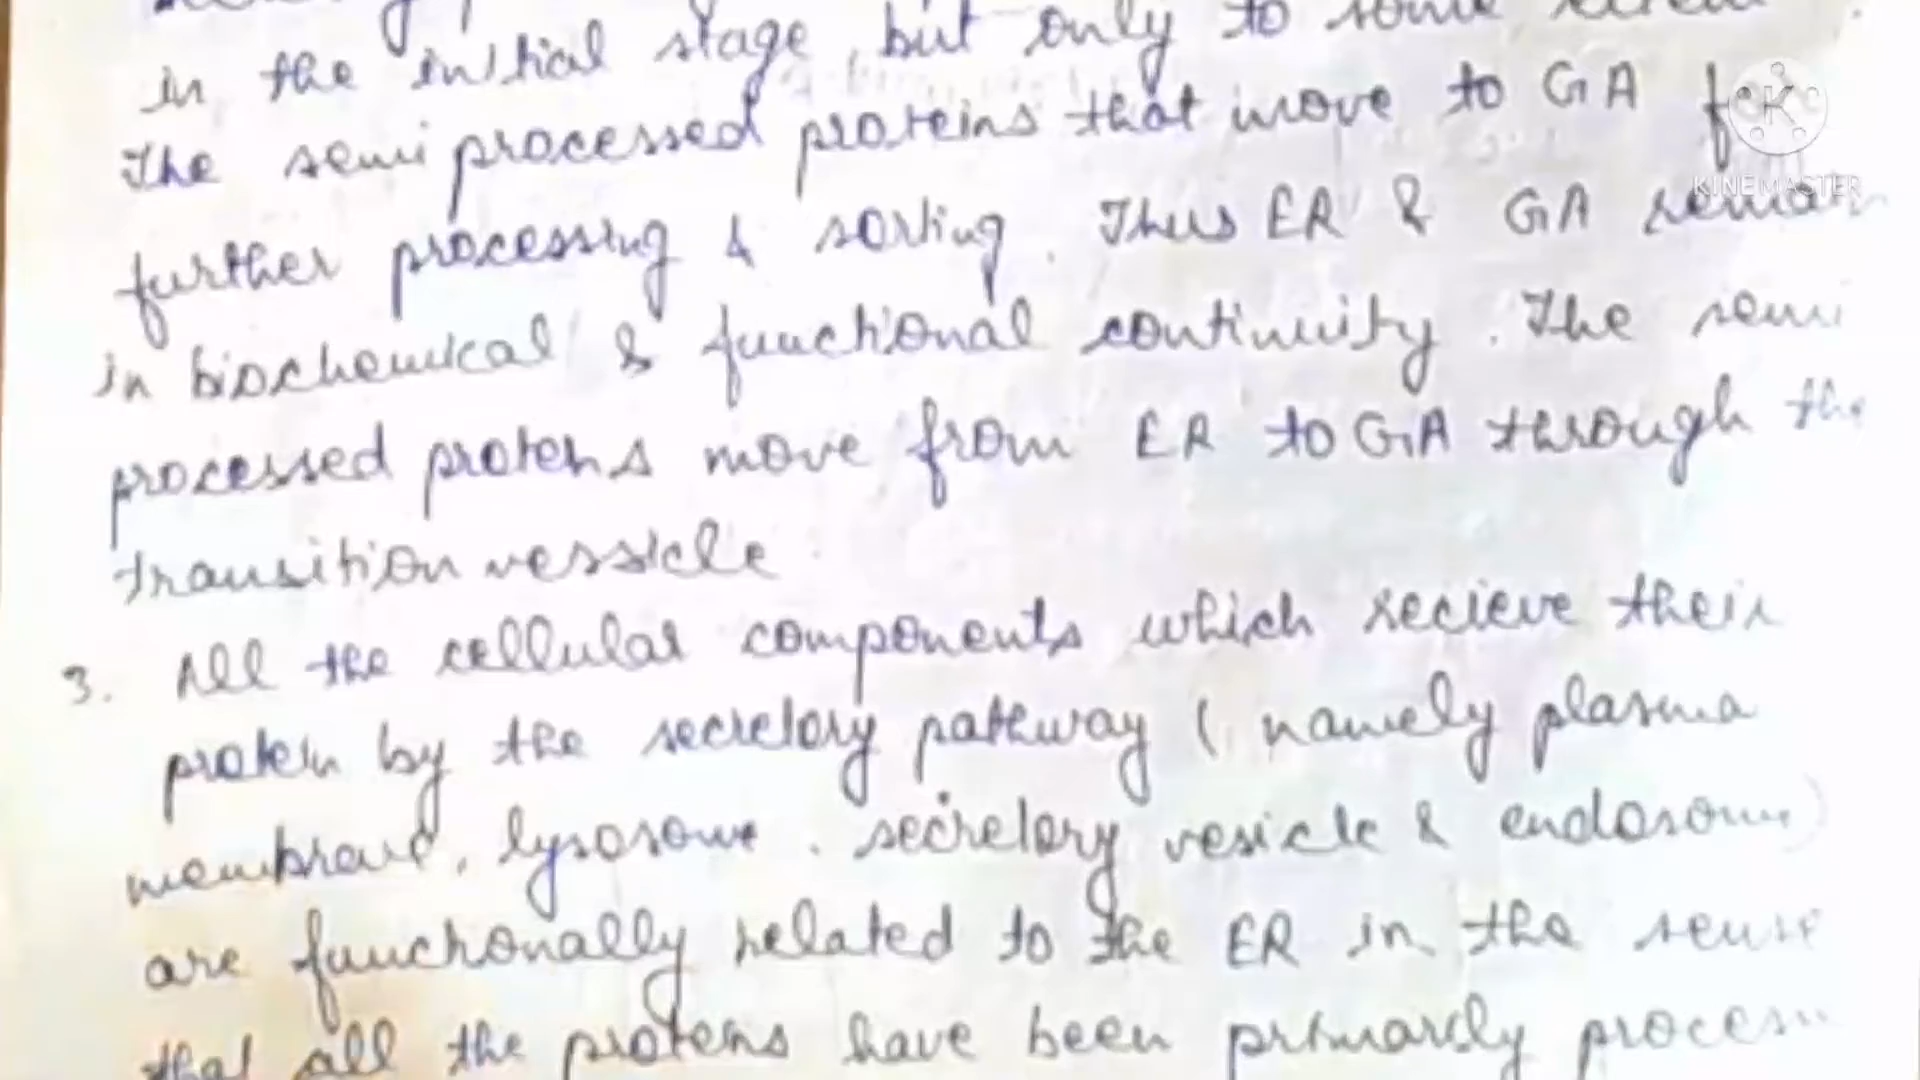 in the initial stage, but only to some
The semi processed proteins that move to GA for
further processing & sorting. Thus ER & GA remain
in biochemical & functional continuity. The semi
processed proteins move from ER to GA through the
transition vessicle.
3. All the cellular components which recieve their
protein by the secretory pathway ( namely plasma
membrane, lysosome, secretory vesicle & endosome)
are functionally related to the ER in the sense
that all the proteins have been primarily
KINEMASTER